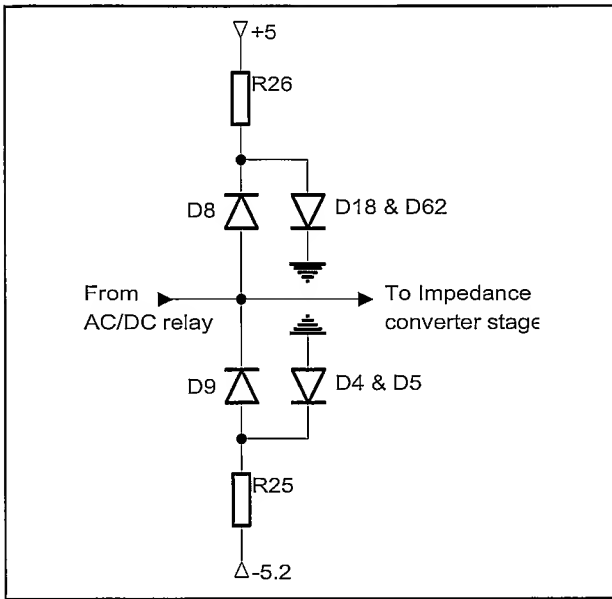 +5
R26
D8
D18 & D62
From
AC/DC relay
To Impedance
converter stage
D9
D4 & D5
R25
-5.2